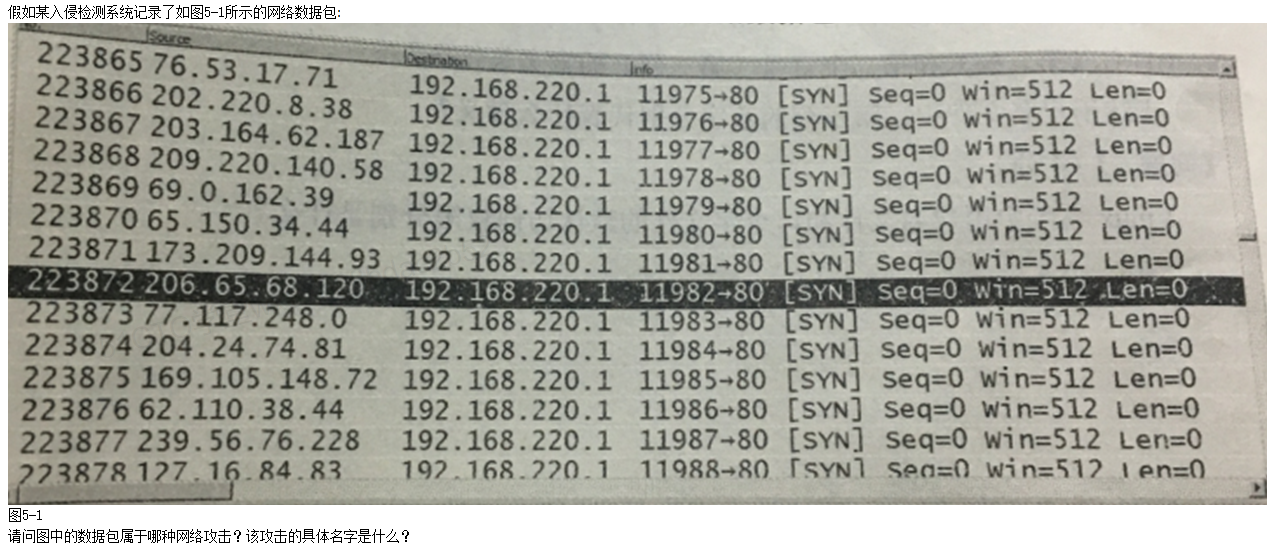 假如某入侵检测系统记录了如图5-1所示的网络数据包:
Source Destination Info
223865 76.53.17.71 192.168.220.1 11975→80 [SYN] Seq=0 Win=512 Len=0
223866 202.220.8.38 192.168.220.1 11976→80 [SYN] Seq=0 Win=512 Len=0
223867 203.164.62.187 192.168.220.1 11977→80 [SYN] Seq=0 Win=512 Len=0
223868 209.220.140.58 192.168.220.1 11978→80 [SYN] Seq=0 Win=512 Len=0
223869 69.0.162.39 192.168.220.1 11979→80 [SYN] Seq=0 Win=512 Len=0
223870 65.150.34.44 192.168.220.1 11980→80 [SYN] Seq=0 Win=512 Len=0
223871 173.209.144.93 192.168.220.1 11981→80 [SYN] Seq=0 Win=512 Len=0
223872 206.65.68.120 192.168.220.1 11982→80 [SYN] Seq=0 Win=512 Len=0
223873 77.117.248.0 192.168.220.1 11983→80 [SYN] Seq=0 Win=512 Len=0
223874 204.24.74.81 192.168.220.1 11984→80 [SYN] Seq=0 Win=512 Len=0
223875 169.105.148.72 192.168.220.1 11985→80 [SYN] Seq=0 Win=512 Len=0
223876 62.110.38.44 192.168.220.1 11986→80 [SYN] Seq=0 Win=512 Len=0
223877 239.56.76.228 192.168.220.1 11987→80 [SYN] Seq=0 Win=512 Len=0
223878 127.16.84.83 192.168.220.1 11988→80 [SYN] Seq=0 Win=512 Len=0
图5-1
请问图中的数据包属于哪种网络攻击？该攻击的具体名字是什么？